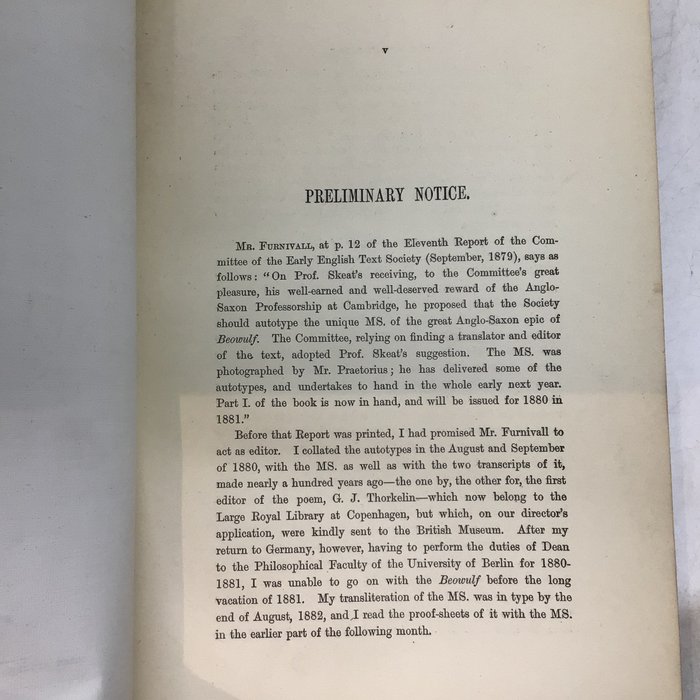 v
PRELIMINARY NOTICE.
MR. FURNIVALL, at p. 12 of the Eleventh Report of the Com-
mittee of the Early English Text Society (September, 1879), says as
follows: "On Prof. Skeat's receiving, to the Committee's great
pleasure, his well-earned and well-deserved reward of the Anglo-
Saxon Professorship at Cambridge, he proposed that the Society
should autotype the unique MS. of the great Anglo-Saxon epic of
Beowulf. The Committee, relying on finding a translator and editor
of the text, adopted Prof. Skeat's suggestion. The MS. was
photographed by Mr. Praetorius; he has delivered some of the
autotypes, and undertakes to hand in the whole early next year.
Part I. of the book is now in hand, and will be issued for 1880 in
1881."
Before that Report was printed, I had promised Mr. Furnivall to
act as editor. I collated the autotypes in the August and September
of 1880, with the MS. as well as with the two transcripts of it,
made nearly a hundred years ago—the one by, the other for, the first
editor of the poem, G. J. Thorkelin—which now belong to the
Large Royal Library at Copenhagen, but which, on our director's
application, were kindly sent to the British Museum. After my
return to Germany, however, having to perform the duties of Dean
to the Philosophical Faculty of the University of Berlin for 1880-
1881, I was unable to go on with the Beowulf before the long
vacation of 1881. My transliteration of the MS. was in type by the
end of August, 1882, and I read the proof-sheets of it with the MS.
in the earlier part of the following month.